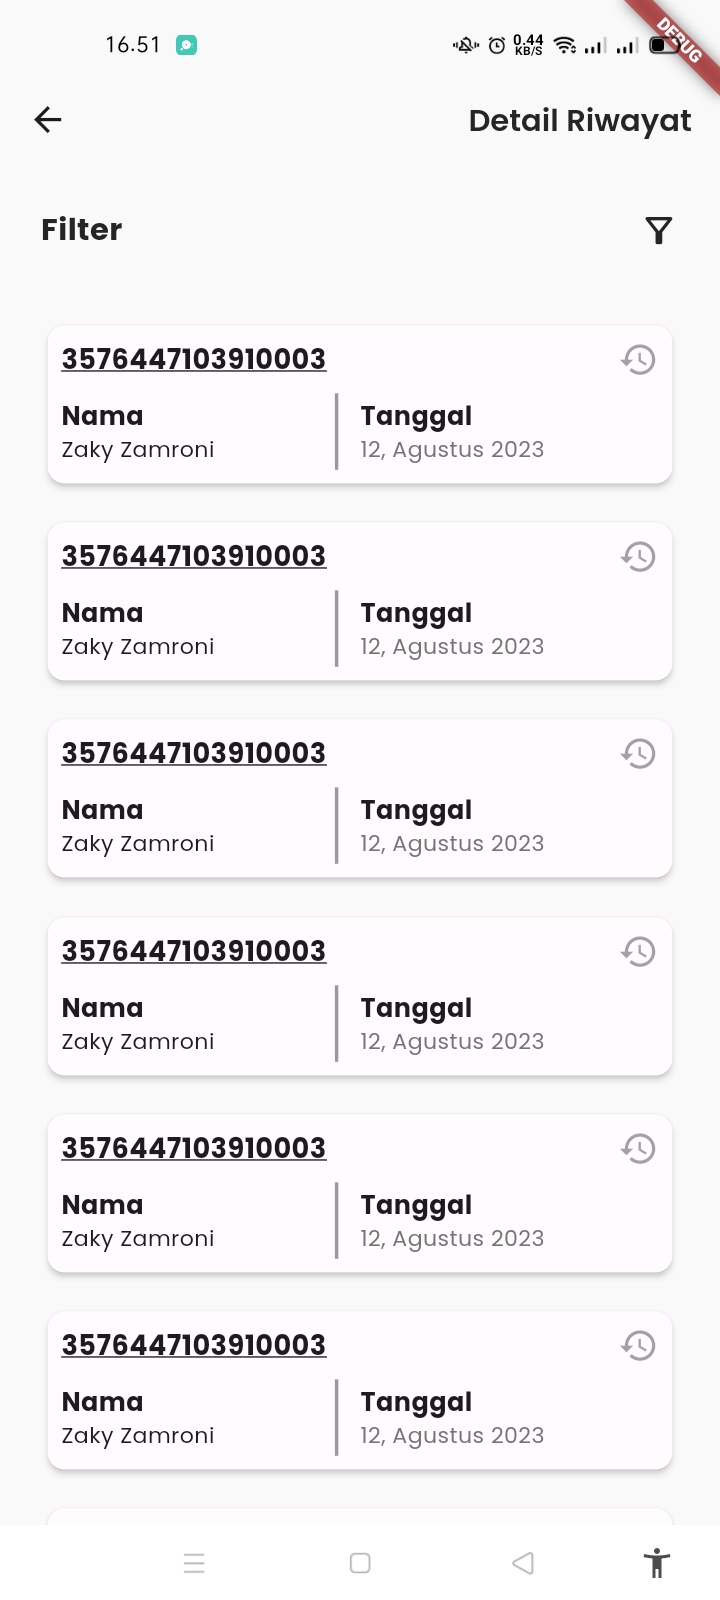 16.51
0.44
KB/S
DEBUG
Detail Riwayat
Filter
3576447103910003
Nama
Tanggal
Zaky Zamroni
12, Agustus 2023
3576447103910003
Nama
Tanggal
Zaky Zamroni
12, Agustus 2023
3576447103910003
Nama
Tanggal
Zaky Zamroni
12, Agustus 2023
3576447103910003
Nama
Tanggal
Zaky Zamroni
12, Agustus 2023
3576447103910003
Nama
Tanggal
Zaky Zamroni
12, Agustus 2023
3576447103910003
Nama
Tanggal
Zaky Zamroni
12, Agustus 2023